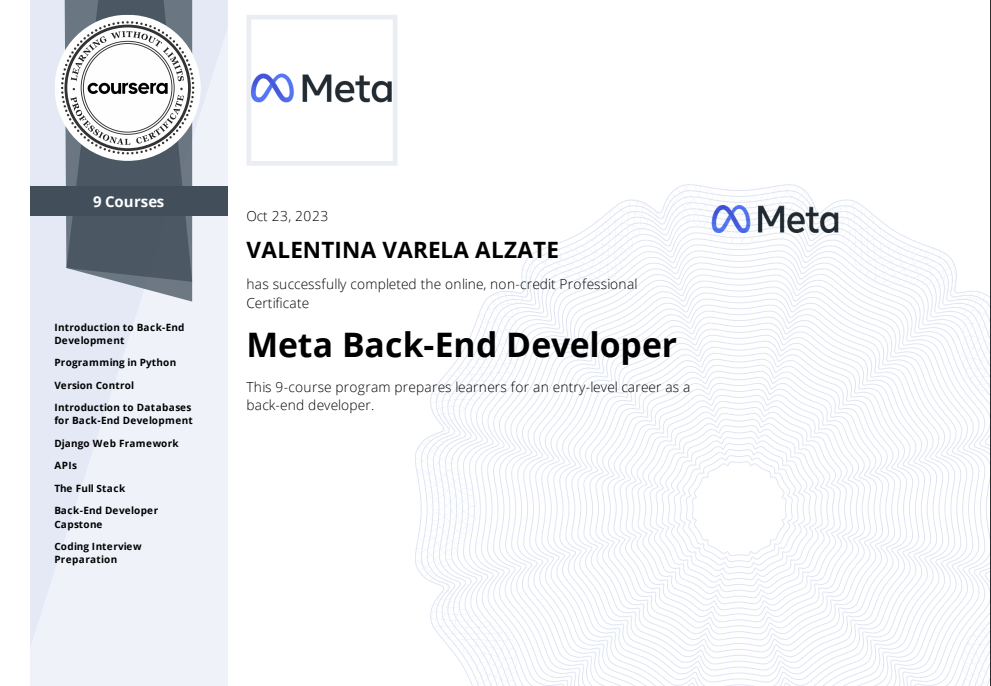 LEARNING WITHOUT LIMITS
coursera
PROFESSIONAL CERTIFICATE
9 Courses
Introduction to Back-End
Development
Programming in Python
Version Control
Introduction to Databases
for Back-End Development
Django Web Framework
APIs
The Full Stack
Back-End Developer
Capstone
Coding Interview
Preparation
Meta
Oct 23, 2023
Meta
VALENTINA VARELA ALZATE
has successfully completed the online, non-credit Professional
Certificate
Meta Back-End Developer
This 9-course program prepares learners for an entry-level career as a
back-end developer.